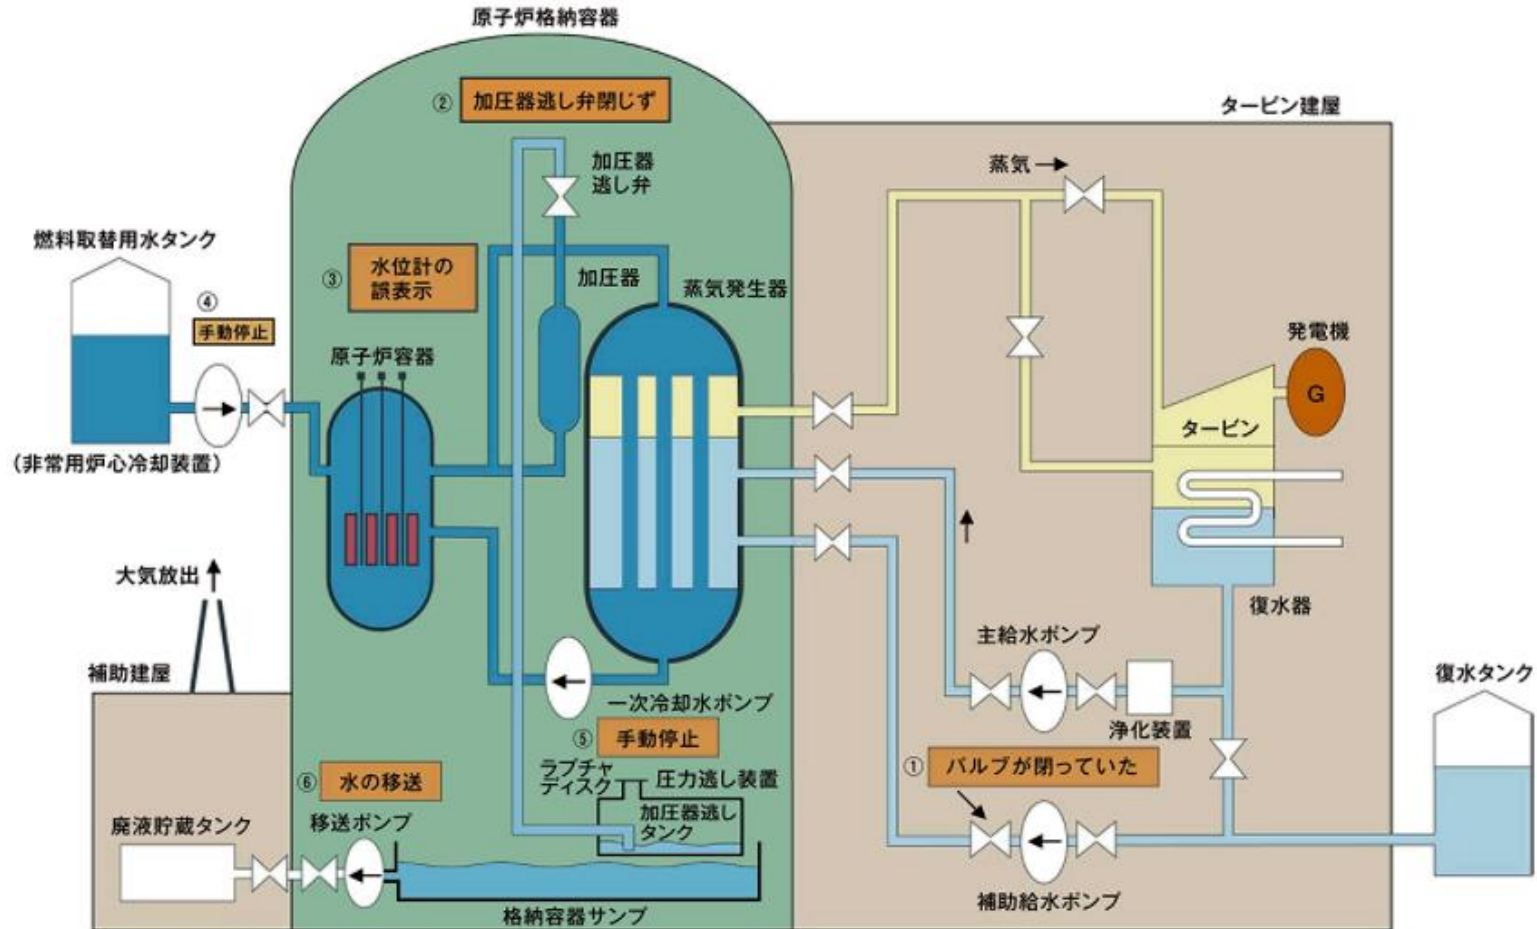 原子炉格納容器
② 加圧器逃し弁閉じず
タービン建屋
加圧器
逃し弁
蒸気→
燃料取替用水タンク
④
手動停止
③ 水位計の
誤表示
加圧器
蒸気発生器
原子炉容器
発電機
G
タービン
(非常用炉心冷却装置)
大気放出
復水器
補助建屋
主給水ポンプ
復水タンク
一次冷却水ポンプ
浄化装置
⑤ 手動停止
① バルブが閉っていた
⑥ 水の移送
ラプチャ
ディスク
圧力逃し装置
加圧器逃し
タンク
廃液貯蔵タンク
移送ポンプ
補助給水ポンプ
格納容器サンプ